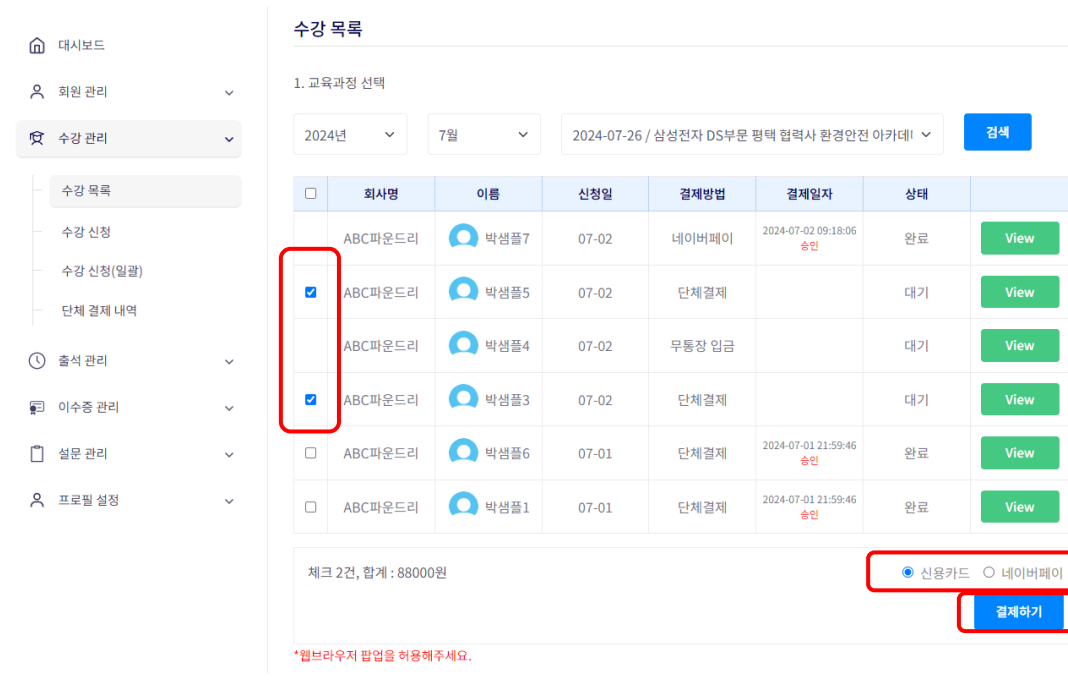 대시보드
회원 관리
수강 관리
수강 목록
수강 신청
수강 신청(일괄)
단체 결제 내역
출석 관리
이수증 관리
설문 관리
프로필 설정
수강 목록
1. 교육과정 선택
2024년 7월 2024-07-26 / 삼성전자 DS부문 평택 협력사 환경안전 아카데 검색
회사명 이름 신청일 결제방법 결제일자 상태
ABC파운드리 박샘플7 07-02 네이버페이 2024-07-02 09:18:06 승인 완료 View
ABC파운드리 박샘플5 07-02 단체결제 대기 View
ABC파운드리 박샘플4 07-02 무통장 입금 대기 View
ABC파운드리 박샘플3 07-02 단체결제 대기 View
ABC파운드리 박샘플6 07-01 단체결제 2024-07-01 21:59:46 승인 완료 View
ABC파운드리 박샘플1 07-01 단체결제 2024-07-01 21:59:46 승인 완료 View
체크 2건, 합계 : 88000원 신용카드 네이버페이
결제하기
*웹브라우저 팝업을 허용해주세요.